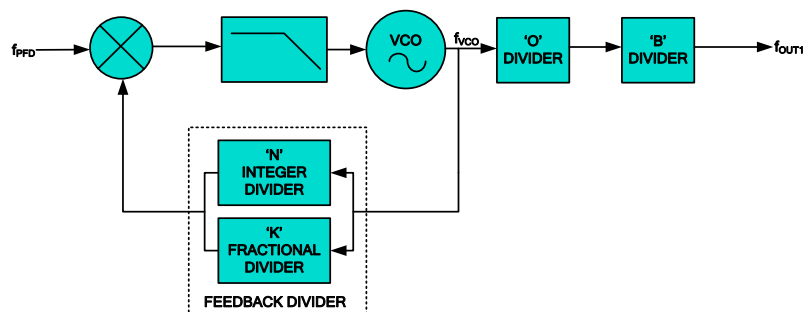 fPFD
VCO
fVCO
'O'
DIVIDER
'B'
DIVIDER
fOUT1
'N'
INTEGER
DIVIDER
'K'
FRACTIONAL
DIVIDER
FEEDBACK DIVIDER